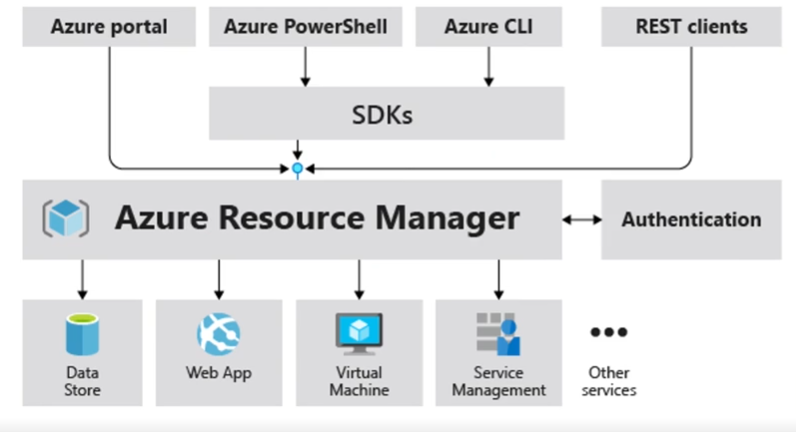 Azure portal
Azure PowerShell
Azure CLI
REST clients
SDKs
Azure Resource Manager
Authentication
Data
Store
Web App
Virtual
Machine
Service
Management
Other
services